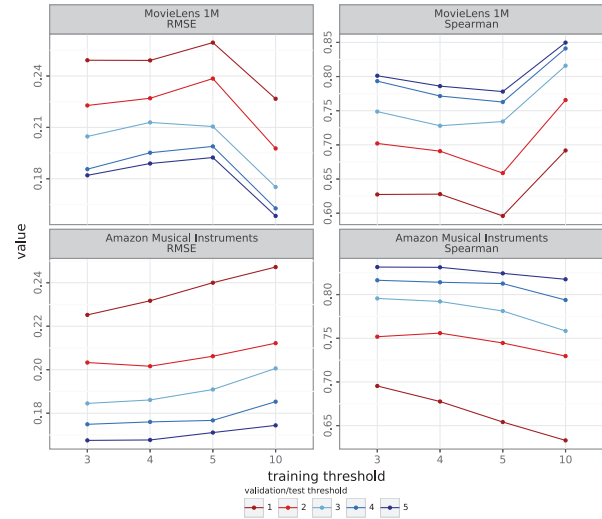 MovieLens 1M
RMSE
MovieLens 1M
Spearman
0.24
0.21
0.18
0.85
0.80
0.75
0.70
0.65
0.60
value
Amazon Musical Instruments
RMSE
Amazon Musical Instruments
Spearman
0.24
0.22
0.20
0.18
0.80
0.75
0.70
0.65
3 4 5 10
3 4 5 10
training threshold
validation/test threshold
1 2 3 4 5